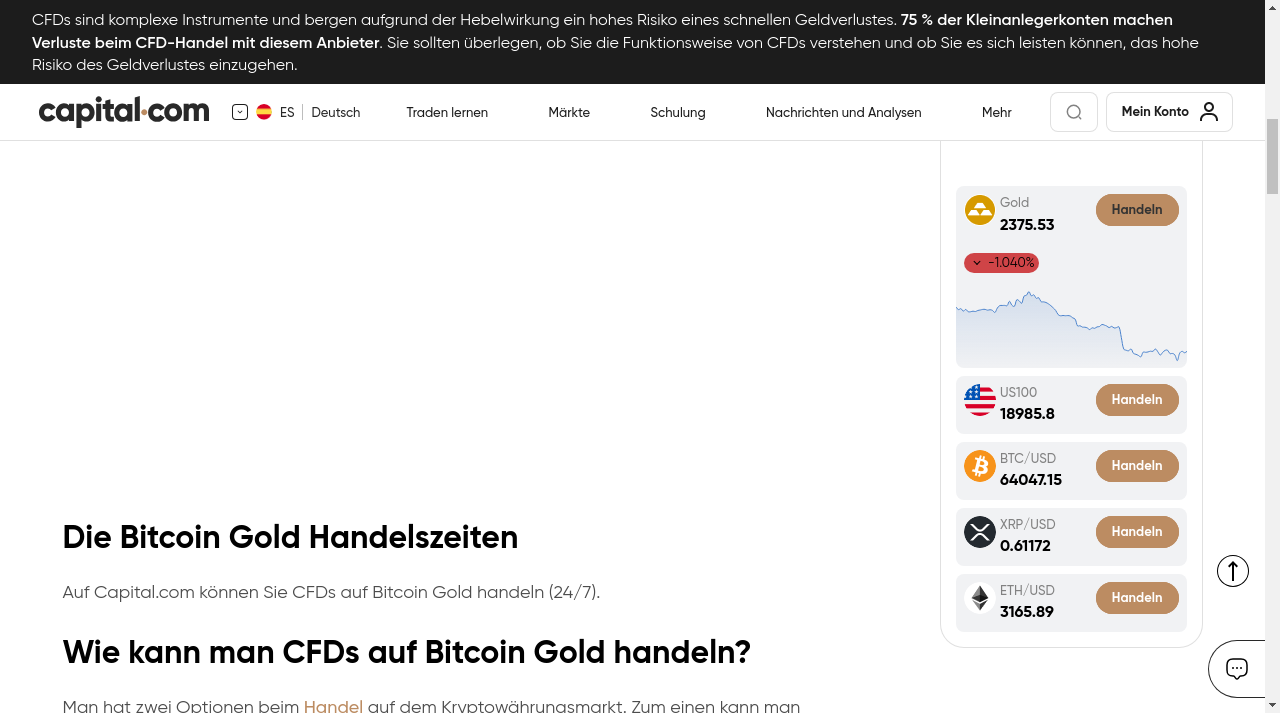 CFDs sind komplexe Instrumente und bergen aufgrund der Hebelwirkung ein hohes Risiko eines schnellen Geldverlustes. 75 % der Kleinanlegerkonten machen
Verluste beim CFD-Handel mit diesem Anbieter. Sie sollten überlegen, ob Sie die Funktionsweise von CFDs verstehen und ob Sie es sich leisten können, das hohe
Risiko des Geldverlustes einzugehen.
capital.com ES Deutsch Traden lernen Märkte Schulung Nachrichten und Analysen Mehr Mein Konto
Gold
2375.53
Handeln
-1.040%
US100
18985.8
Handeln
BTC/USD
64047.15
Handeln
XRP/USD
0.61172
Handeln
ETH/USD
3165.89
Handeln
Die Bitcoin Gold Handelszeiten
Auf Capital.com können Sie CFDs auf Bitcoin Gold handeln (24/7).
Wie kann man CFDs auf Bitcoin Gold handeln?
Man hat zwei Optionen beim Handel auf dem Kryptowährungsmarkt. Zum einen kann man